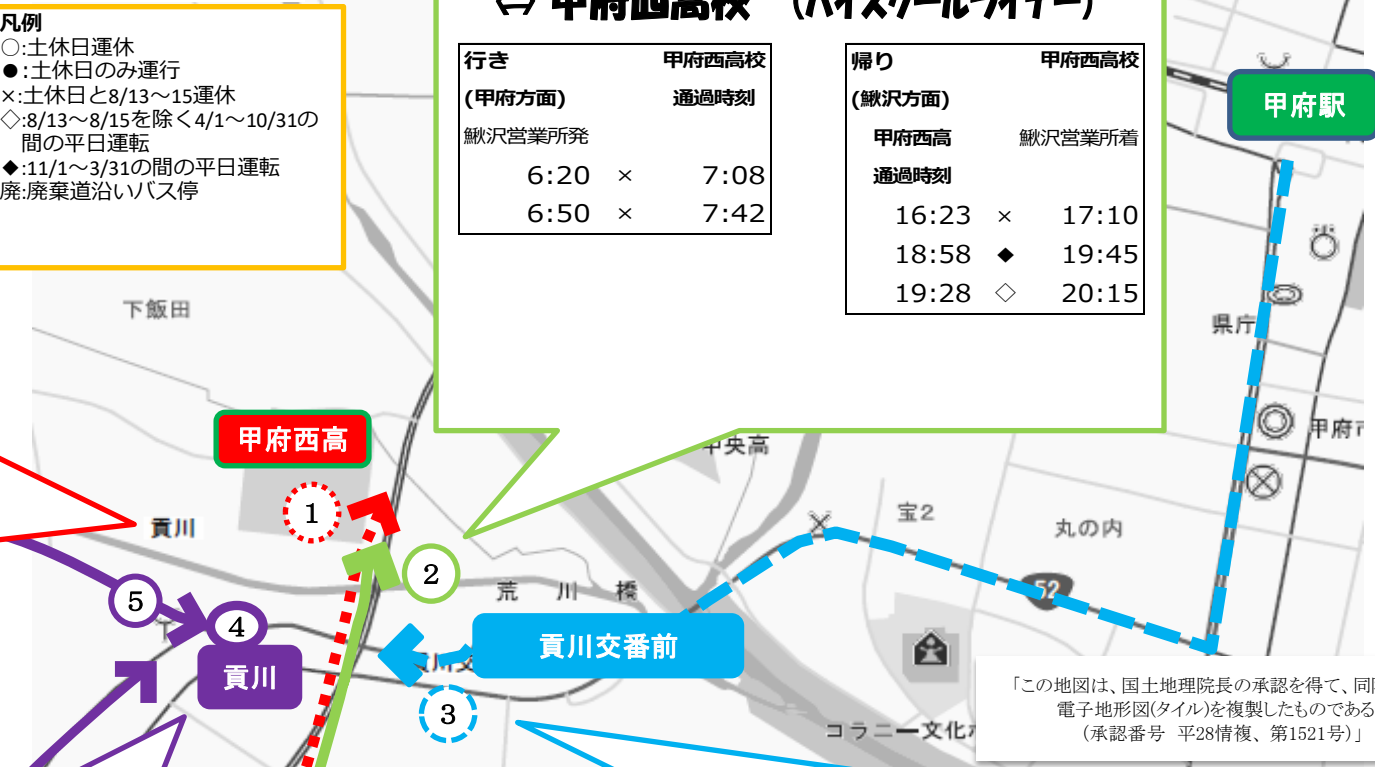 凡例
○:土休日運休
●:土休日のみ運行
×:土休日と8/13～15運休
◇:8/13～8/15を除く4/1～10/31の
間の平日運転
◆:11/1～3/31の間の平日運転
廃:廃棄道沿いバス停
⇔ 甲府西高校 (ハイスクールライナー)
行き 甲府西高校
(甲府方面) 通過時刻
鰍沢営業所発
6:20 × 7:08
6:50 × 7:42
帰り 甲府西高校
(鰍沢方面)
甲府西高 鰍沢営業所着
通過時刻
16:23 × 17:10
18:58 ◆ 19:45
19:28 ◇ 20:15
甲府駅
下飯田
県庁
甲府西高
甲府
中央高
1
貢川
宝2
丸の内
2
荒川橋
52
5
4
貢川交番前
貢川
3
コラニー文化
「この地図は、国土地理院長の承認を得て、同
電子地形図(タイル)を複製したものである
(承認番号 平28情複、第1521号)」